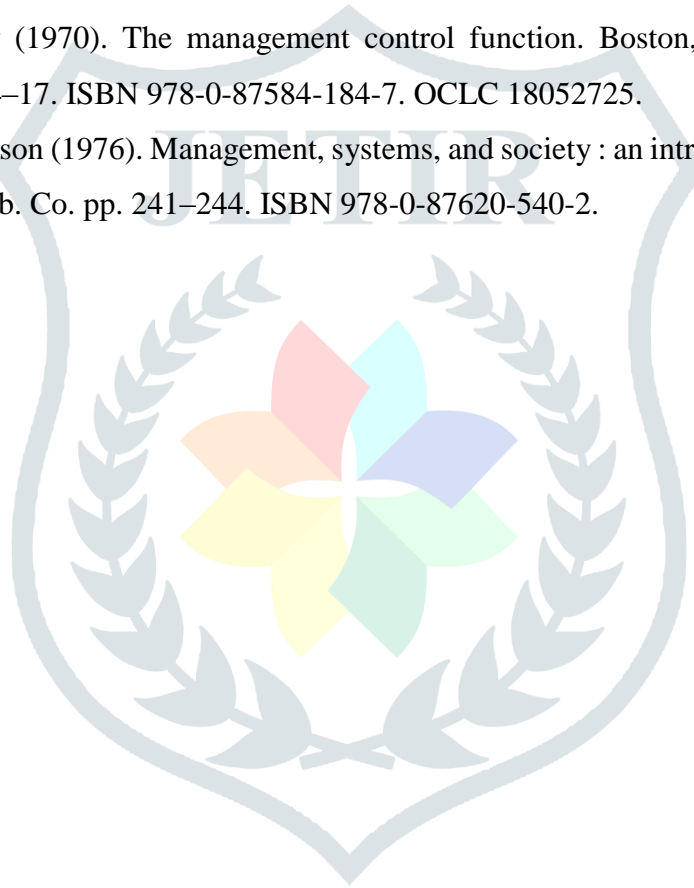 (1970). The management control function. Boston,
–17. ISBN 978-0-87584-184-7. OCLC 18052725.
son (1976). Management, systems, and society : an intr
b. Co. pp. 241–244. ISBN 978-0-87620-540-2.
JETIR